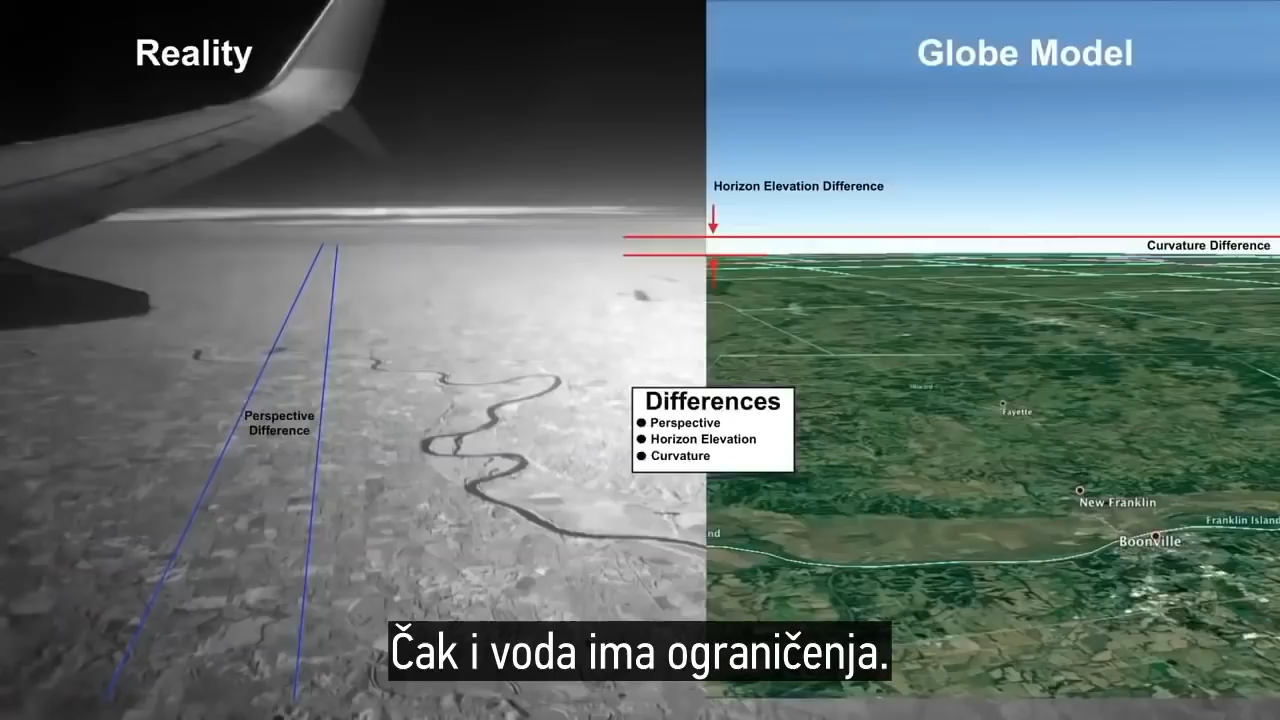 Reality
Globe Model
Horizon Elevation Difference
Curvature Difference
Perspective
Difference
Differences
● Perspective
● Horizon Elevation
● Curvature
Fayette
New Franklin
Franklin Island
nd
Boonville
Čak i voda ima ograničenja.